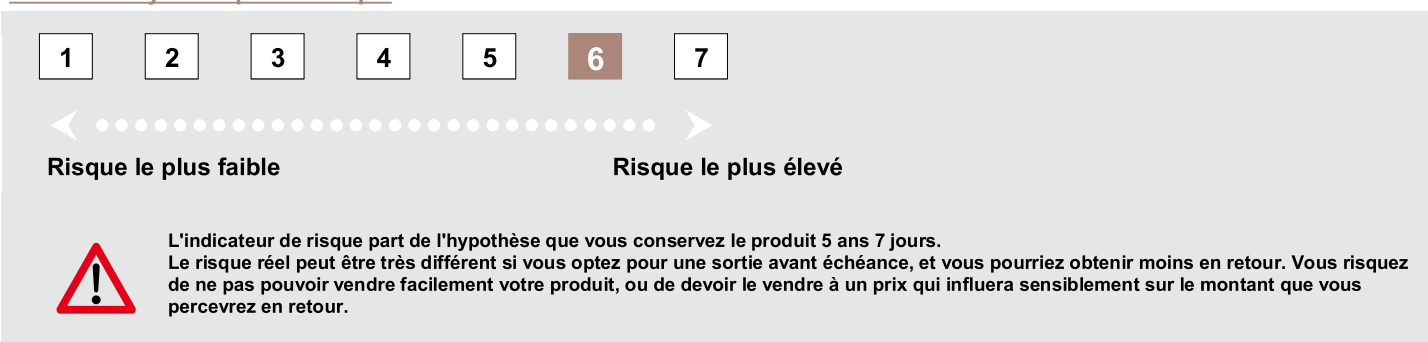 1 2 3 4 5 6 7
Risque le plus faible Risque le plus élevé
L'indicateur de risque part de l'hypothèse que vous conservez le produit 5 ans 7 jours.
Le risque réel peut être très différent si vous optez pour une sortie avant échéance, et vous pourriez obtenir moins en retour. Vous risquez
de ne pas pouvoir vendre facilement votre produit, ou de devoir le vendre à un prix qui influera sensiblement sur le montant que vous
percevrez en retour.